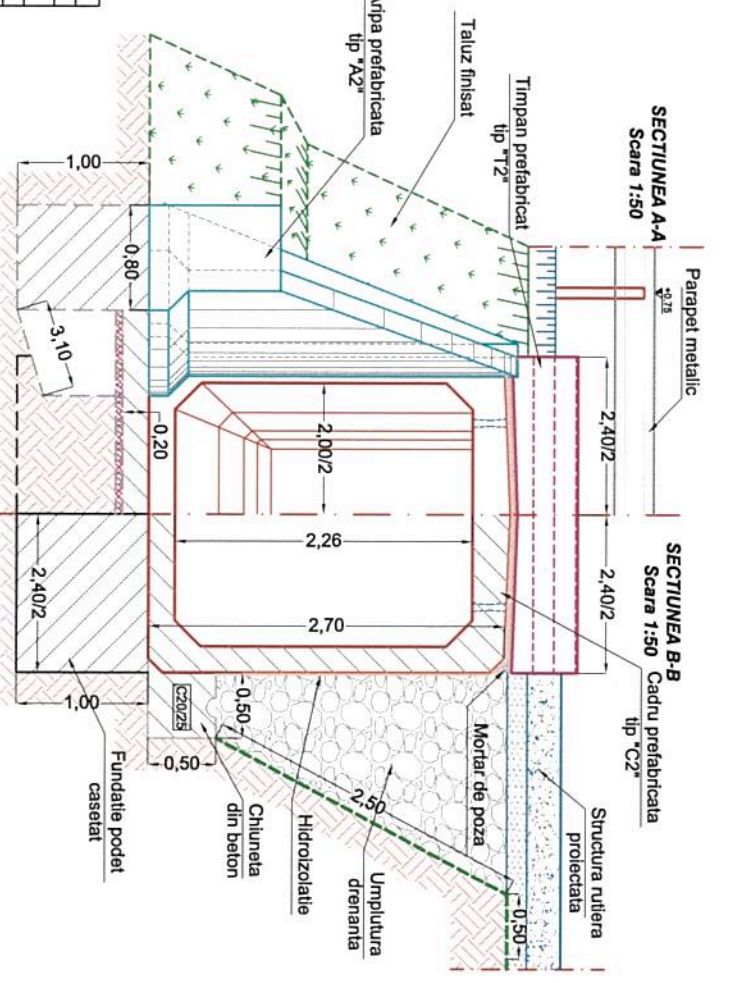 SECTIUNEA A-A
Scara 1:50
SECTIUNEA B-B
Scara 1:50
Parapet metalic
+0.75
Timpan prefabricat
tip "T2"
Taluz finisat
Aripa prefabricata
tip "A2"
Cadru prefabricata
tip "C2"
Structura rutiera
proiectata
Mortar de poza
Umplutura
drenanta
Hidroizolatie
Chiuneta
din beton
Fundatie podet
casetat
C20/25
2,40/2
2,40/2
2,00/2
2,26
2,70
0,50
2,50
0,50
0,50
1,00
0,80
3,10
0,20
2,40/2
1,00